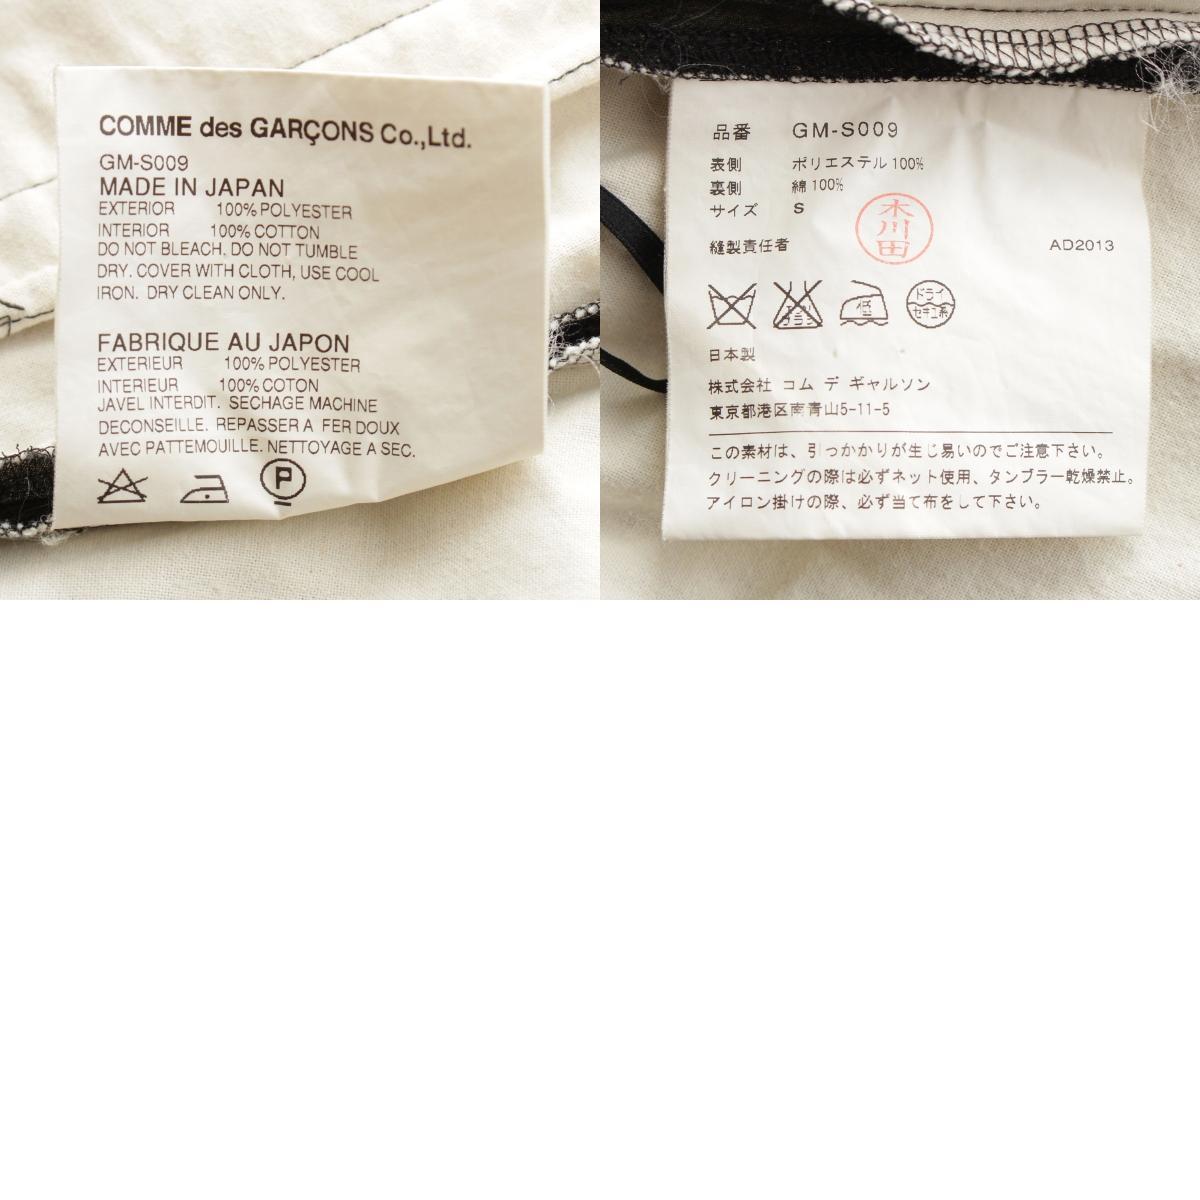 COMME des GARÇONS Co.,Ltd.
GM-S009
MADE IN JAPAN
EXTERIOR 100% POLYESTER
INTERIOR 100% COTTON
DO NOT BLEACH, DO NOT TUMBLE
DRY. COVER WITH CLOTH, USE COOL
IRON. DRY CLEAN ONLY.
FABRIQUE AU JAPON
EXTERIEUR 100% POLYESTER
INTERIEUR 100% COTON
JAVEL INTERDIT. SECHAGE MACHINE
DECONSEILLE. REPASSER A FER DOUX
AVEC PATTEMOUILLE. NETTOYAGE A SEC.
P
品番 GM-S009
表側 ポリエステル 100%
裏側 綿 100%
サイズ S
木川田
縫製責任者 AD2013
エンソ サラシ 低 ドライ セキユ系
日本製
株式会社 コム デ ギャルソン
東京都港区南青山5-11-5
この素材は、引っかかりが生じ易いのでご注意下さい。
クリーニングの際は必ずネット使用、タンブラー乾燥禁止。
アイロン掛けの際、必ず当て布をして下さい。